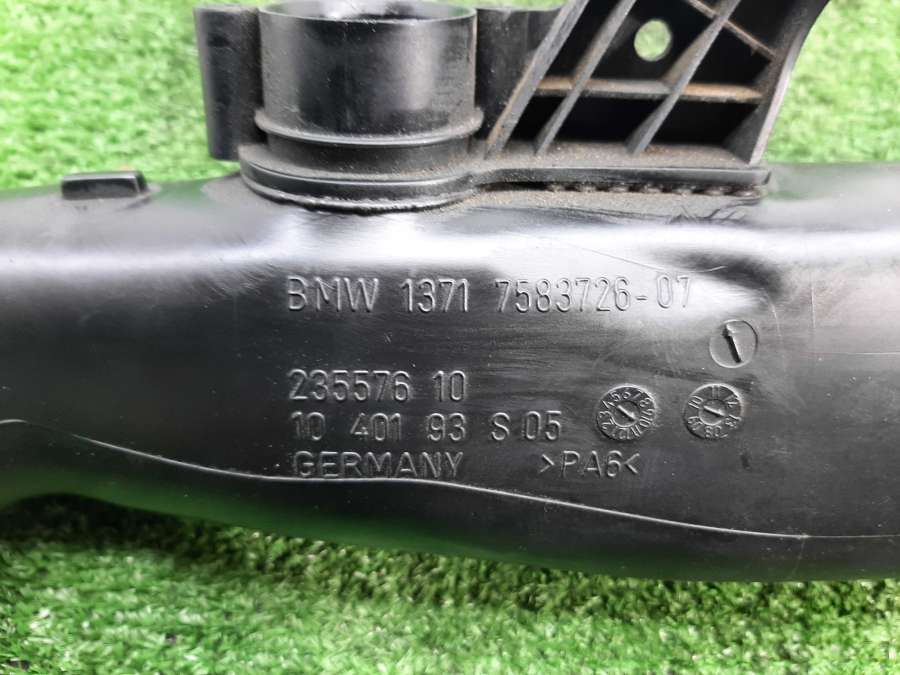 BMW 1371 7583726-07
235576 10
10 401 93 S 05
GERMANY >PA6<